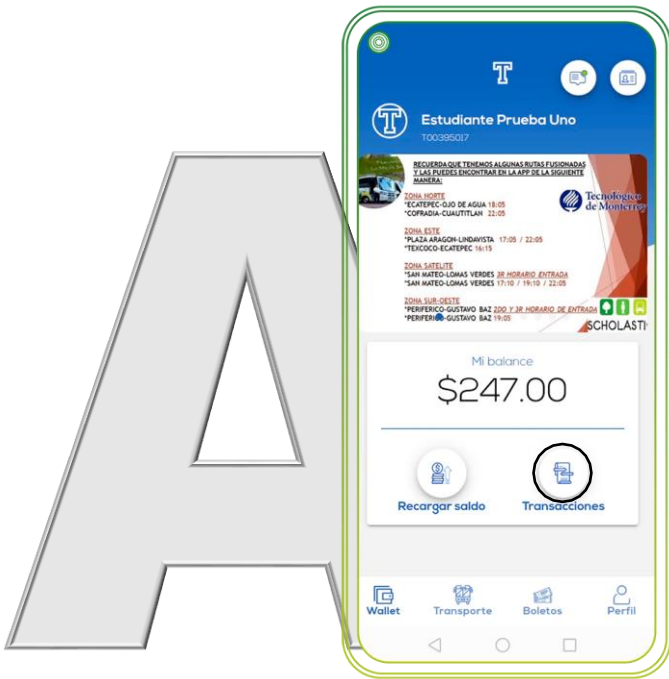 A
T
T
Estudiante Prueba Uno
T00395017
RECUERDA QUE TENEMOS ALGUNAS RUTAS FUSIONADAS
Y LAS PUEDES ENCONTRAR EN LA APP DE LA SIGUIENTE
MANERA:
ZONA NORTE
*ECATEPEC-OJO DE AGUA 18:05
*COFRADIA-CUAUTITLAN 22:05
Tecnológico
de Monterrey
ZONA ESTE
*PLAZA ARAGON-LINDAVISTA 17:05 / 22:05
*TEXCOCO-ECATEPEC 16:15
ZONA SATELITE
*SAN MATEO-LOMAS VERDES 3R HORARIO ENTRADA
*SAN MATEO-LOMAS VERDES 17:10 / 19:10 / 22:05
ZONA SUR-OESTE
*PERIFERICO-GUSTAVO BAZ 2DO Y 3R HORARIO DE ENTRADA
*PERIFERICO-GUSTAVO BAZ 19:05
SCHOLASTI
Mi balance
$247.00
Recargar saldo
Transacciones
Wallet
Transporte
Boletos
Perfil